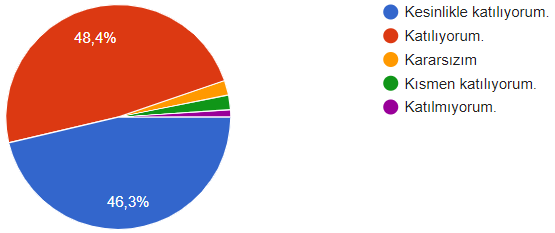 48,4%
46,3%
Kesinlikle katılıyorum.
Katılıyorum.
Kararsızım
Kısmen katılıyorum.
Katılmıyorum.